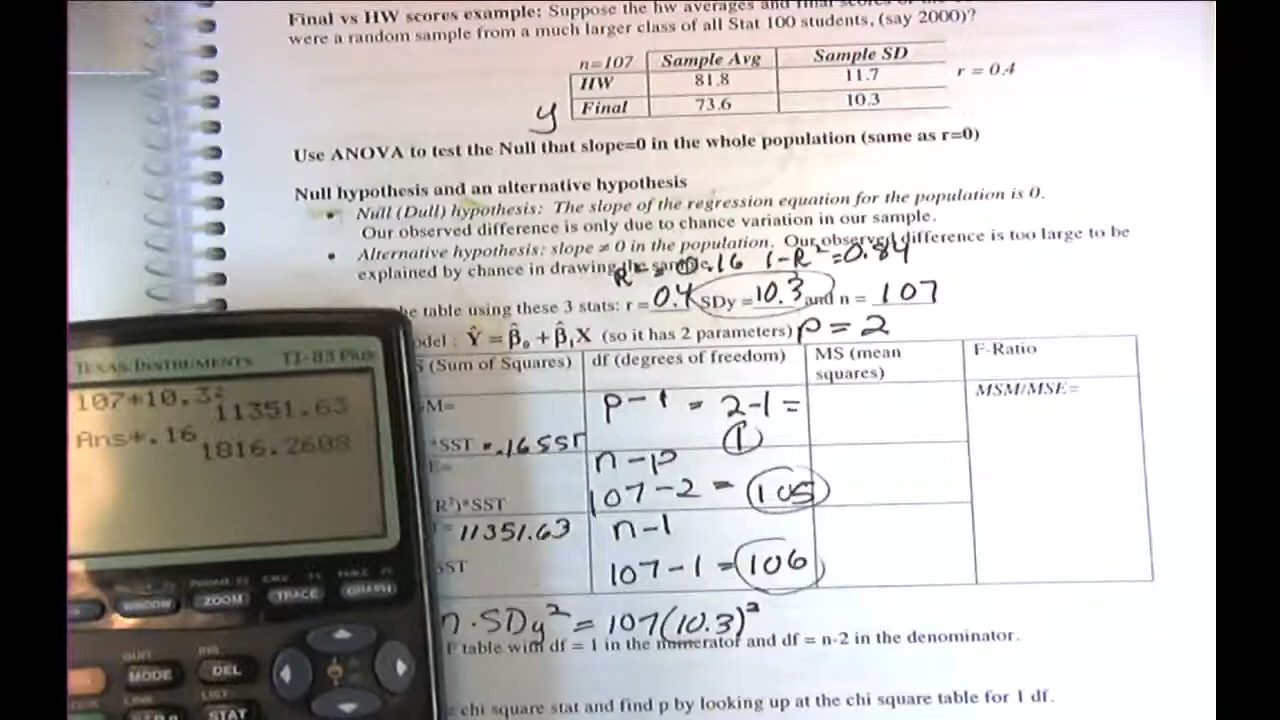 Final vs HW scores example: Suppose the hw averages and final scores of the
were a random sample from a much larger class of all Stat 100 students, (say 2000)?
n=107 Sample Avg Sample SD
HW 81.8 11.7 r = 0.4
y Final 73.6 10.3
Use ANOVA to test the Null that slope=0 in the whole population (same as r=0)
Null hypothesis and an alternative hypothesis
• Null (Dull) hypothesis: The slope of the regression equation for the population is 0.
Our observed difference is only due to chance variation in our sample.
• Alternative hypothesis: slope ≠ 0 in the population. Our observed difference is too large to be
explained by chance in drawing the sample.
R² = 0.16 1-R²=0.84
he table using these 3 stats: r = 0.4 SDy = 10.3 and n = 107
odel : Ŷ = β̂₀ + β̂₁X (so it has 2 parameters) p = 2
S (Sum of Squares) df (degrees of freedom) MS (mean squares) F-Ratio
M= p-1 = 2-1 = MSM/MSE=
*SST = .16SST 1
E= n-p
R²)*SST 107-2 = 105
= 11351.63 n-1
SST 107-1 = 106
n·SDy² = 107(10.3)²
F table with df = 1 in the numerator and df = n-2 in the denominator.
chi square stat and find p by looking up at the chi square table for 1 df.
TEXAS INSTRUMENTS TI-83 Plus
107*10.3²
11351.63
Ans*.16
1816.2608
WINDOW ZOOM TRACE GRAPH
QUIT INS
MODE DEL
LINK LIST
STAT